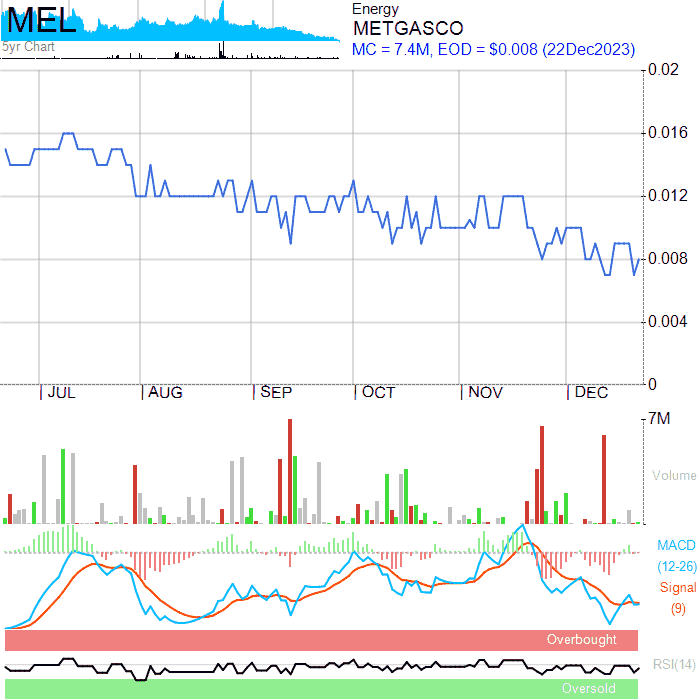 MEL
5yr Chart
Energy
METGASCO
MC = 7.4M, EOD = $0.008 (22Dec2023)
0.02
0.016
0.012
0.008
0.004
0
JUL AUG SEP OCT NOV DEC
7M
Volume
MACD
(12-26)
Signal
(9)
Overbought
RSI(14)
Oversold